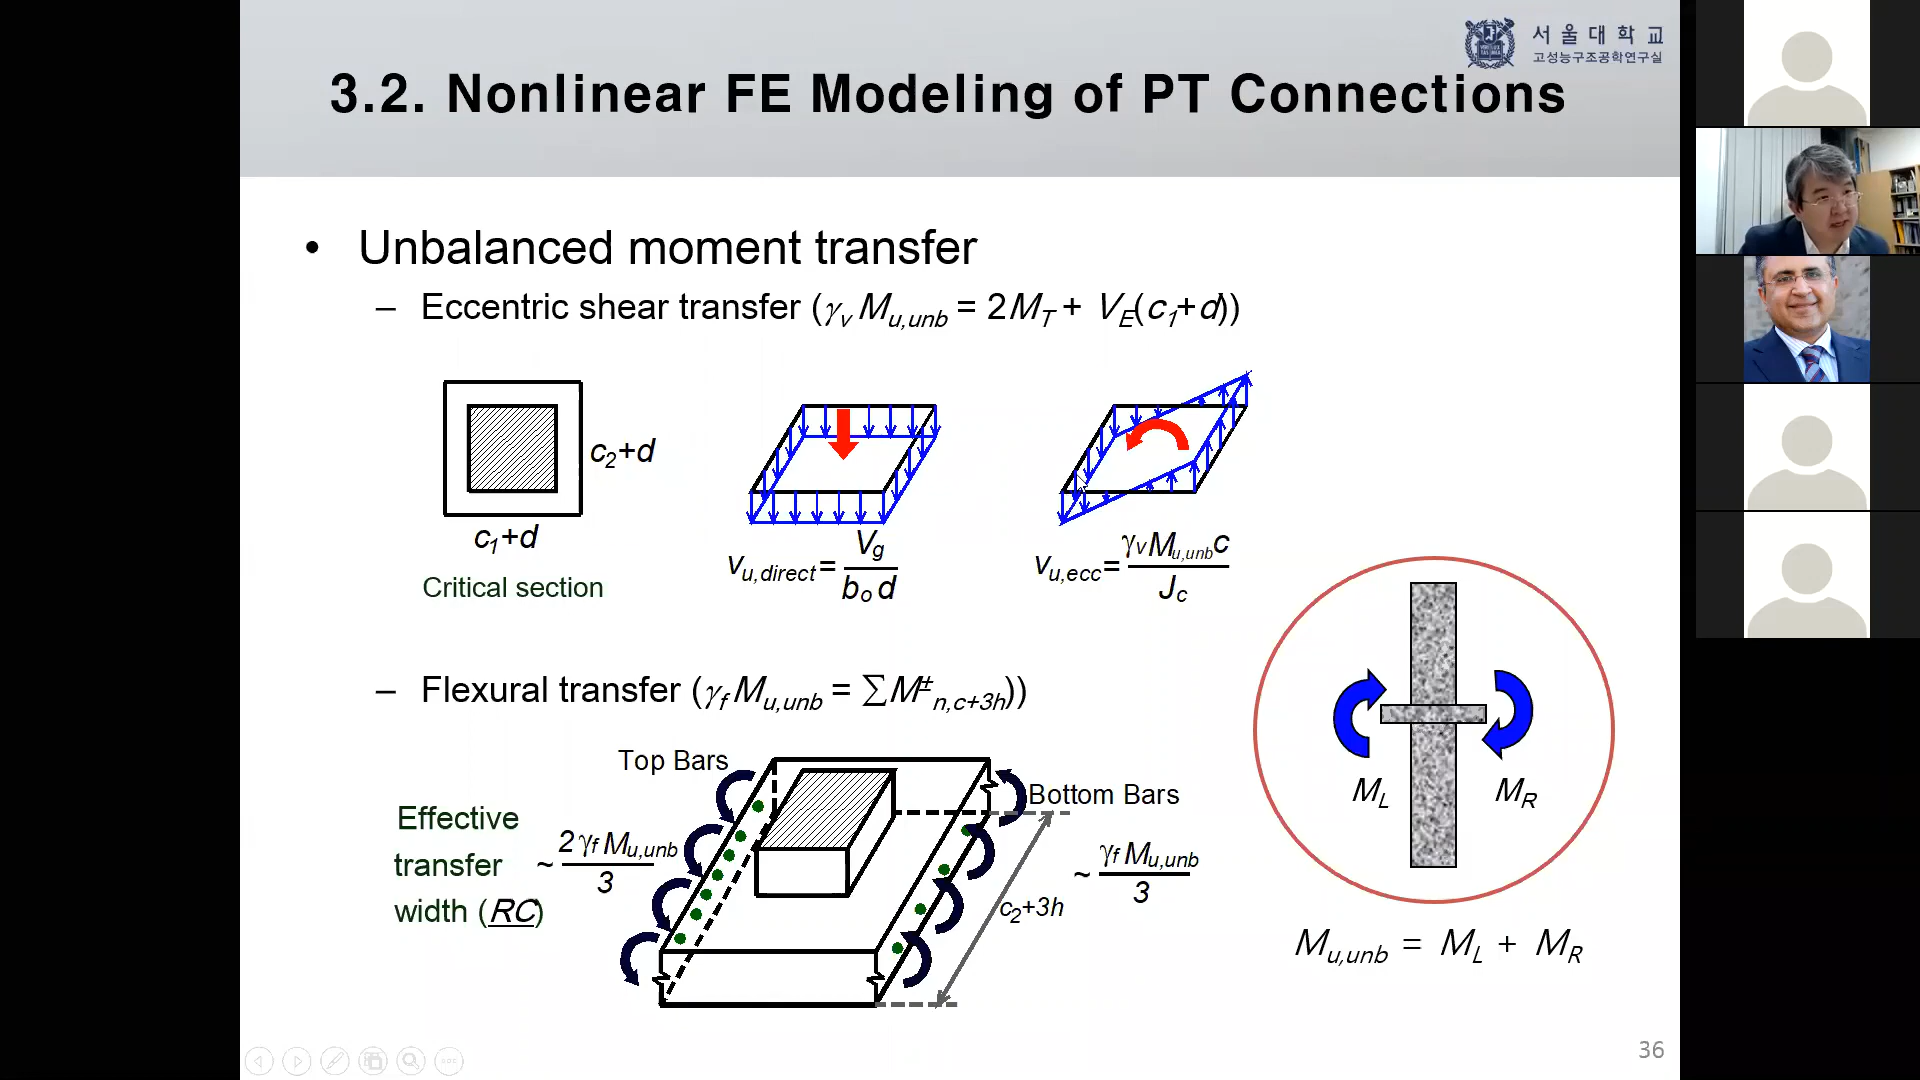 서울대학교
고성능구조공학연구실
3.2. Nonlinear FE Modeling of PT Connections
• Unbalanced moment transfer
– Eccentric shear transfer (γv Mu,unb = 2MT + VE(c1+d))
c2+d
c1+d
Critical section
vu,direct = Vg / bo d
vu,ecc = γv Mu,unb c / Jc
– Flexural transfer (γf Mu,unb = ∑M±n,c+3h))
Top Bars
Bottom Bars
Effective
transfer
width (RC)
~ 2γf Mu,unb / 3
c2+3h
~ γf Mu,unb / 3
ML
MR
Mu,unb = ML + MR
36